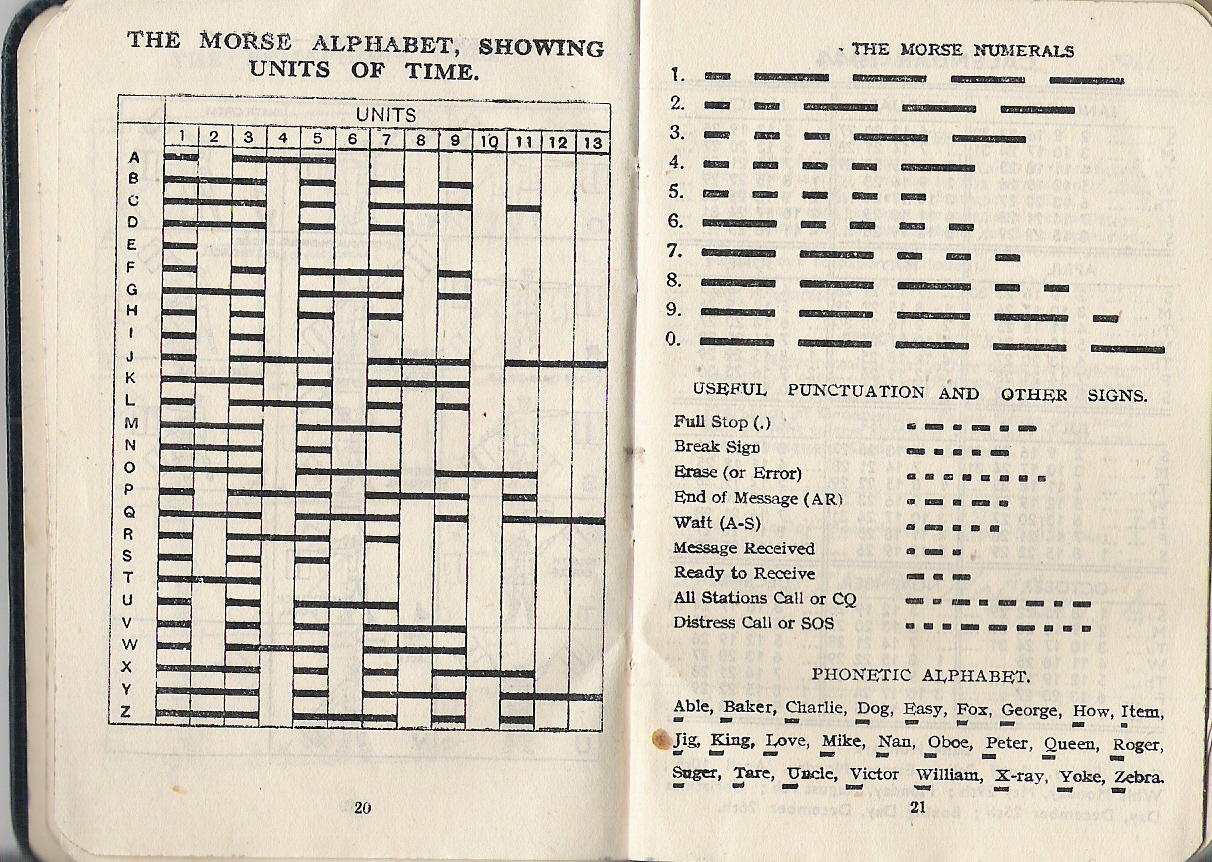 THE MORSE ALPHABET, SHOWING
UNITS OF TIME.
UNITS
1 2 3 4 5 6 7 8 9 10 11 12 13
A
B
C
D
E
F
G
H
I
J
K
L
M
N
O
P
Q
R
S
T
U
V
W
X
Y
Z
20
THE MORSE NUMERALS
1.
2.
3.
4.
5.
6.
7.
8.
9.
0.
USEFUL PUNCTUATION AND OTHER SIGNS.
Full Stop (.)
Break Sign
Erase (or Error)
End of Message (AR)
Wait (A-S)
Message Received
Ready to Receive
All Stations Call or CQ
Distress Call or SOS
PHONETIC ALPHABET.
Able, Baker, Charlie, Dog, Easy, Fox, George, How, Item,
Jig, King, Love, Mike, Nan, Oboe, Peter, Queen, Roger,
Suger, Tare, Uncle, Victor William, X-ray, Yoke, Zebra.
21